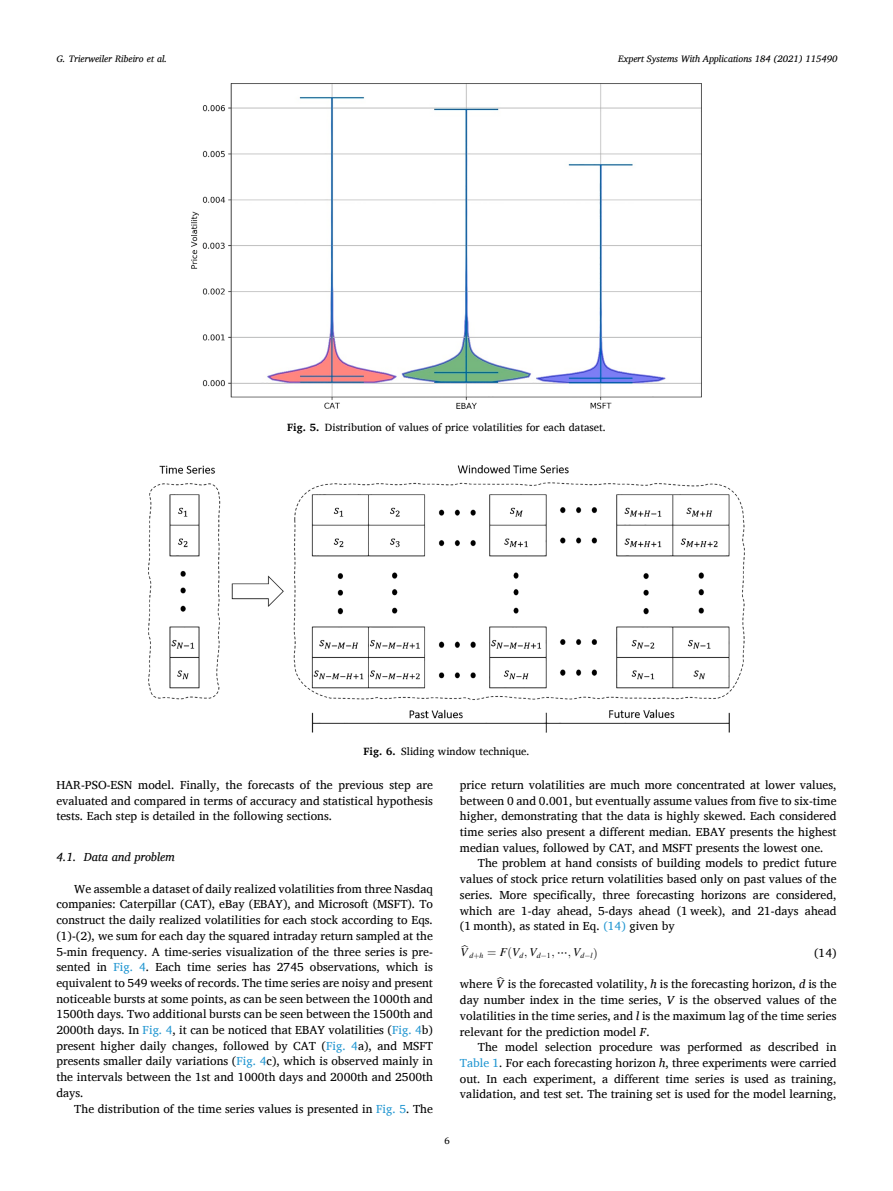 G. Trierweiler Ribeiro et al.
Expert Systems With Applications 184 (2021) 115490
0.006
0.005
0.004
0.003
0.002
0.001
0.000
Price Volatility
CAT EBAY MSFT
Fig. 5. Distribution of values of price volatilities for each dataset.
Time Series
Windowed Time Series
S1
S2
SN−1
SN
S1 S2 • • • SM • • • SM+H−1 SM+H
S2 S3 • • • SM+1 • • • SM+H+1 SM+H+2
SN−M−H SN−M−H+1 • • • SN−M−H+1 • • • SN−2 SN−1
SN−M−H+1 SN−M−H+2 • • • SN−H • • • SN−1 SN
Past Values
Future Values
Fig. 6. Sliding window technique.
HAR-PSO-ESN model. Finally, the forecasts of the previous step are
evaluated and compared in terms of accuracy and statistical hypothesis
tests. Each step is detailed in the following sections.
4.1. Data and problem
We assemble a dataset of daily realized volatilities from three Nasdaq
companies: Caterpillar (CAT), eBay (EBAY), and Microsoft (MSFT). To
construct the daily realized volatilities for each stock according to Eqs.
(1)-(2), we sum for each day the squared intraday return sampled at the
5-min frequency. A time-series visualization of the three series is pre-
sented in Fig. 4. Each time series has 2745 observations, which is
equivalent to 549 weeks of records. The time series are noisy and present
noticeable bursts at some points, as can be seen between the 1000th and
1500th days. Two additional bursts can be seen between the 1500th and
2000th days. In Fig. 4, it can be noticed that EBAY volatilities (Fig. 4b)
present higher daily changes, followed by CAT (Fig. 4a), and MSFT
presents smaller daily variations (Fig. 4c), which is observed mainly in
the intervals between the 1st and 1000th days and 2000th and 2500th
days.
The distribution of the time series values is presented in Fig. 5. The
price return volatilities are much more concentrated at lower values,
between 0 and 0.001, but eventually assume values from five to six-time
higher, demonstrating that the data is highly skewed. Each considered
time series also present a different median. EBAY presents the highest
median values, followed by CAT, and MSFT presents the lowest one.
The problem at hand consists of building models to predict future
values of stock price return volatilities based only on past values of the
series. More specifically, three forecasting horizons are considered,
which are 1-day ahead, 5-days ahead (1 week), and 21-days ahead
(1 month), as stated in Eq. (14) given by
V̂d+h = F(Vd, Vd−1, ⋯, Vd−l) (14)
where V̂ is the forecasted volatility, h is the forecasting horizon, d is the
day number index in the time series, V is the observed values of the
volatilities in the time series, and l is the maximum lag of the time series
relevant for the prediction model F.
The model selection procedure was performed as described in
Table 1. For each forecasting horizon h, three experiments were carried
out. In each experiment, a different time series is used as training,
validation, and test set. The training set is used for the model learning,
6